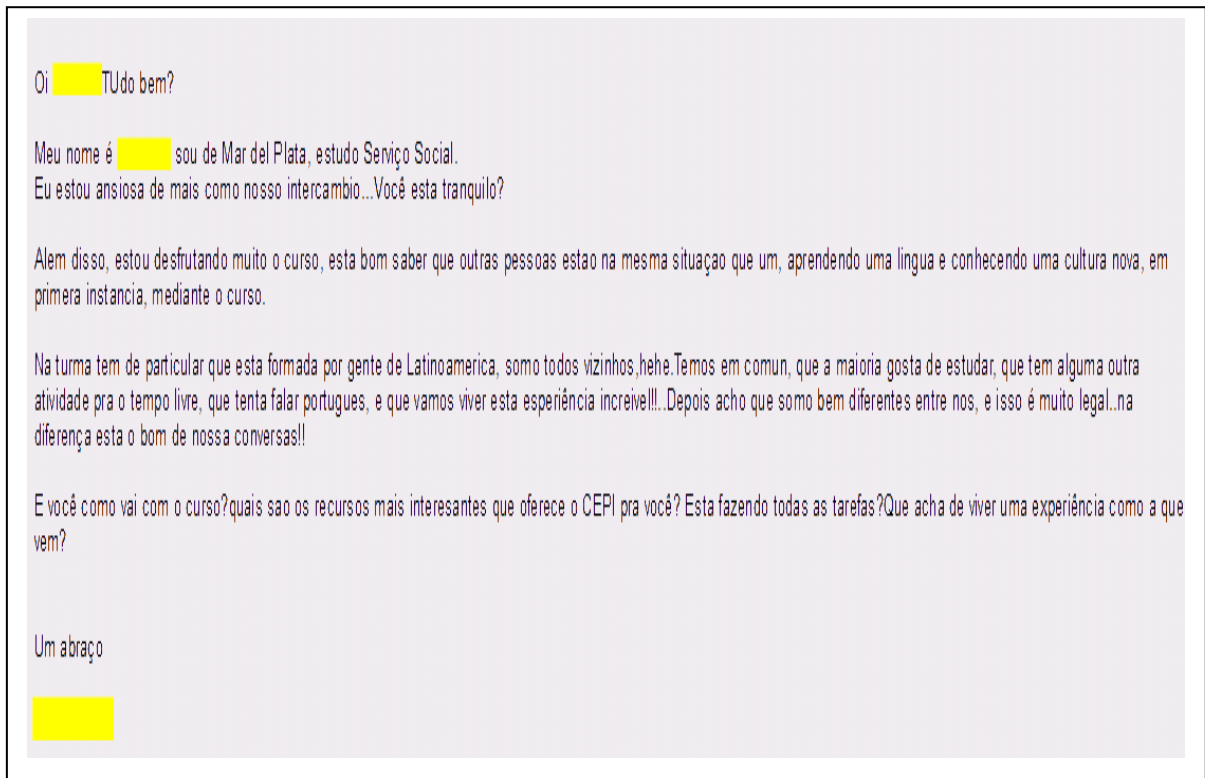 Oi TUdo bem?
Meu nome é sou de Mar del Plata, estudo Serviço Social.
Eu estou ansiosa de mais como nosso intercambio...Você esta tranquilo?
Alem disso, estou desfrutando muito o curso, esta bom saber que outras pessoas estao na mesma situaçao que um, aprendendo uma lingua e conhecendo uma cultura nova, em
primera instancia, mediante o curso.
Na turma tem de particular que esta formada por gente de Latinoamerica, somo todos vizinhos,hehe.Temos em comun, que a maioria gosta de estudar, que tem alguma outra
atividade pra o tempo livre, que tenta falar portugues, e que vamos viver esta esperiência increivel!!!..Depois acho que somo bem diferentes entre nos, e isso é muito legal..na
diferença esta o bom de nossa conversas!!
E você como vai com o curso?quais sao os recursos mais interesantes que oferece o CEPI pra você? Esta fazendo todas as tarefas?Que acha de viver uma experiência como a que
vem?
Um abraço